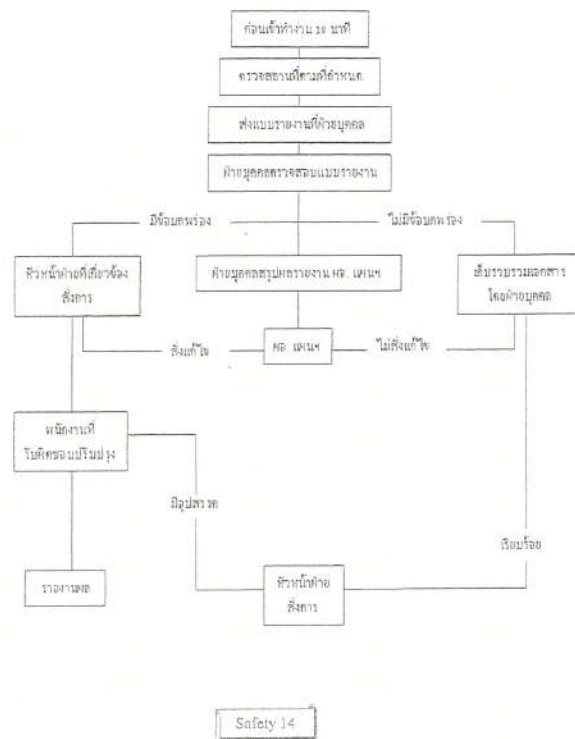 ก่อนเข้าทำงาน 10 นาที
ตรวจสถานที่ตามที่กำหนด
ส่งแบบรายงานที่ฝ่ายบุคคล
ฝ่ายบุคคลตรวจสอบแบบรายงาน
มีข้อบกพร่อง
ไม่มีข้อบกพร่อง
หัวหน้าฝ่ายที่เกี่ยวข้อง
สั่งการ
ฝ่ายบุคคลสรุปผลรายงาน ผจ. แผนฯ
เก็บรวบรวมเอกสาร
โดยฝ่ายบุคคล
สั่งแก้ไข
ผจ. แผนฯ
ไม่สั่งแก้ไข
พนักงานที่
รับผิดชอบปรับปรุง
มีอุปสรรค
เรียบร้อย
รายงานผล
หัวหน้าฝ่าย
สั่งการ
Safety 14